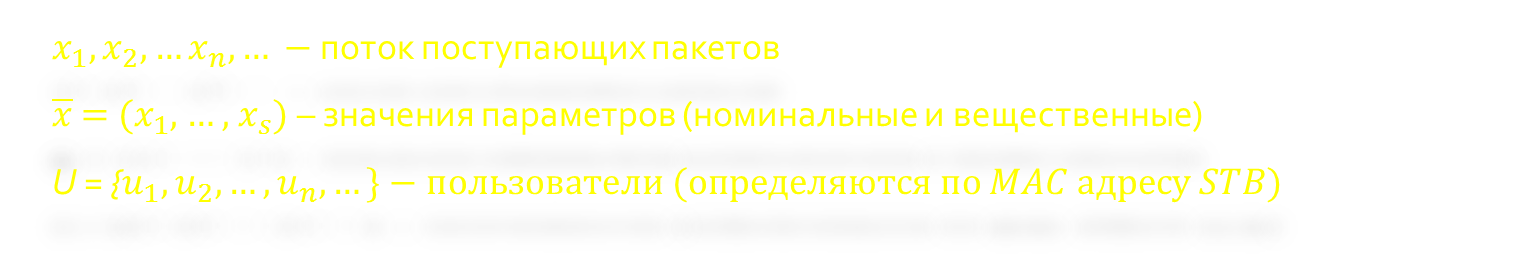 x₁, x₂, … xₙ, … − поток поступающих пакетов
x̅ = (x₁, … , xₛ) – значения параметров (номинальные и вещественные)
U = {u₁, u₂, … , uₙ, … } − пользователи (определяются по MAC адресу STB)